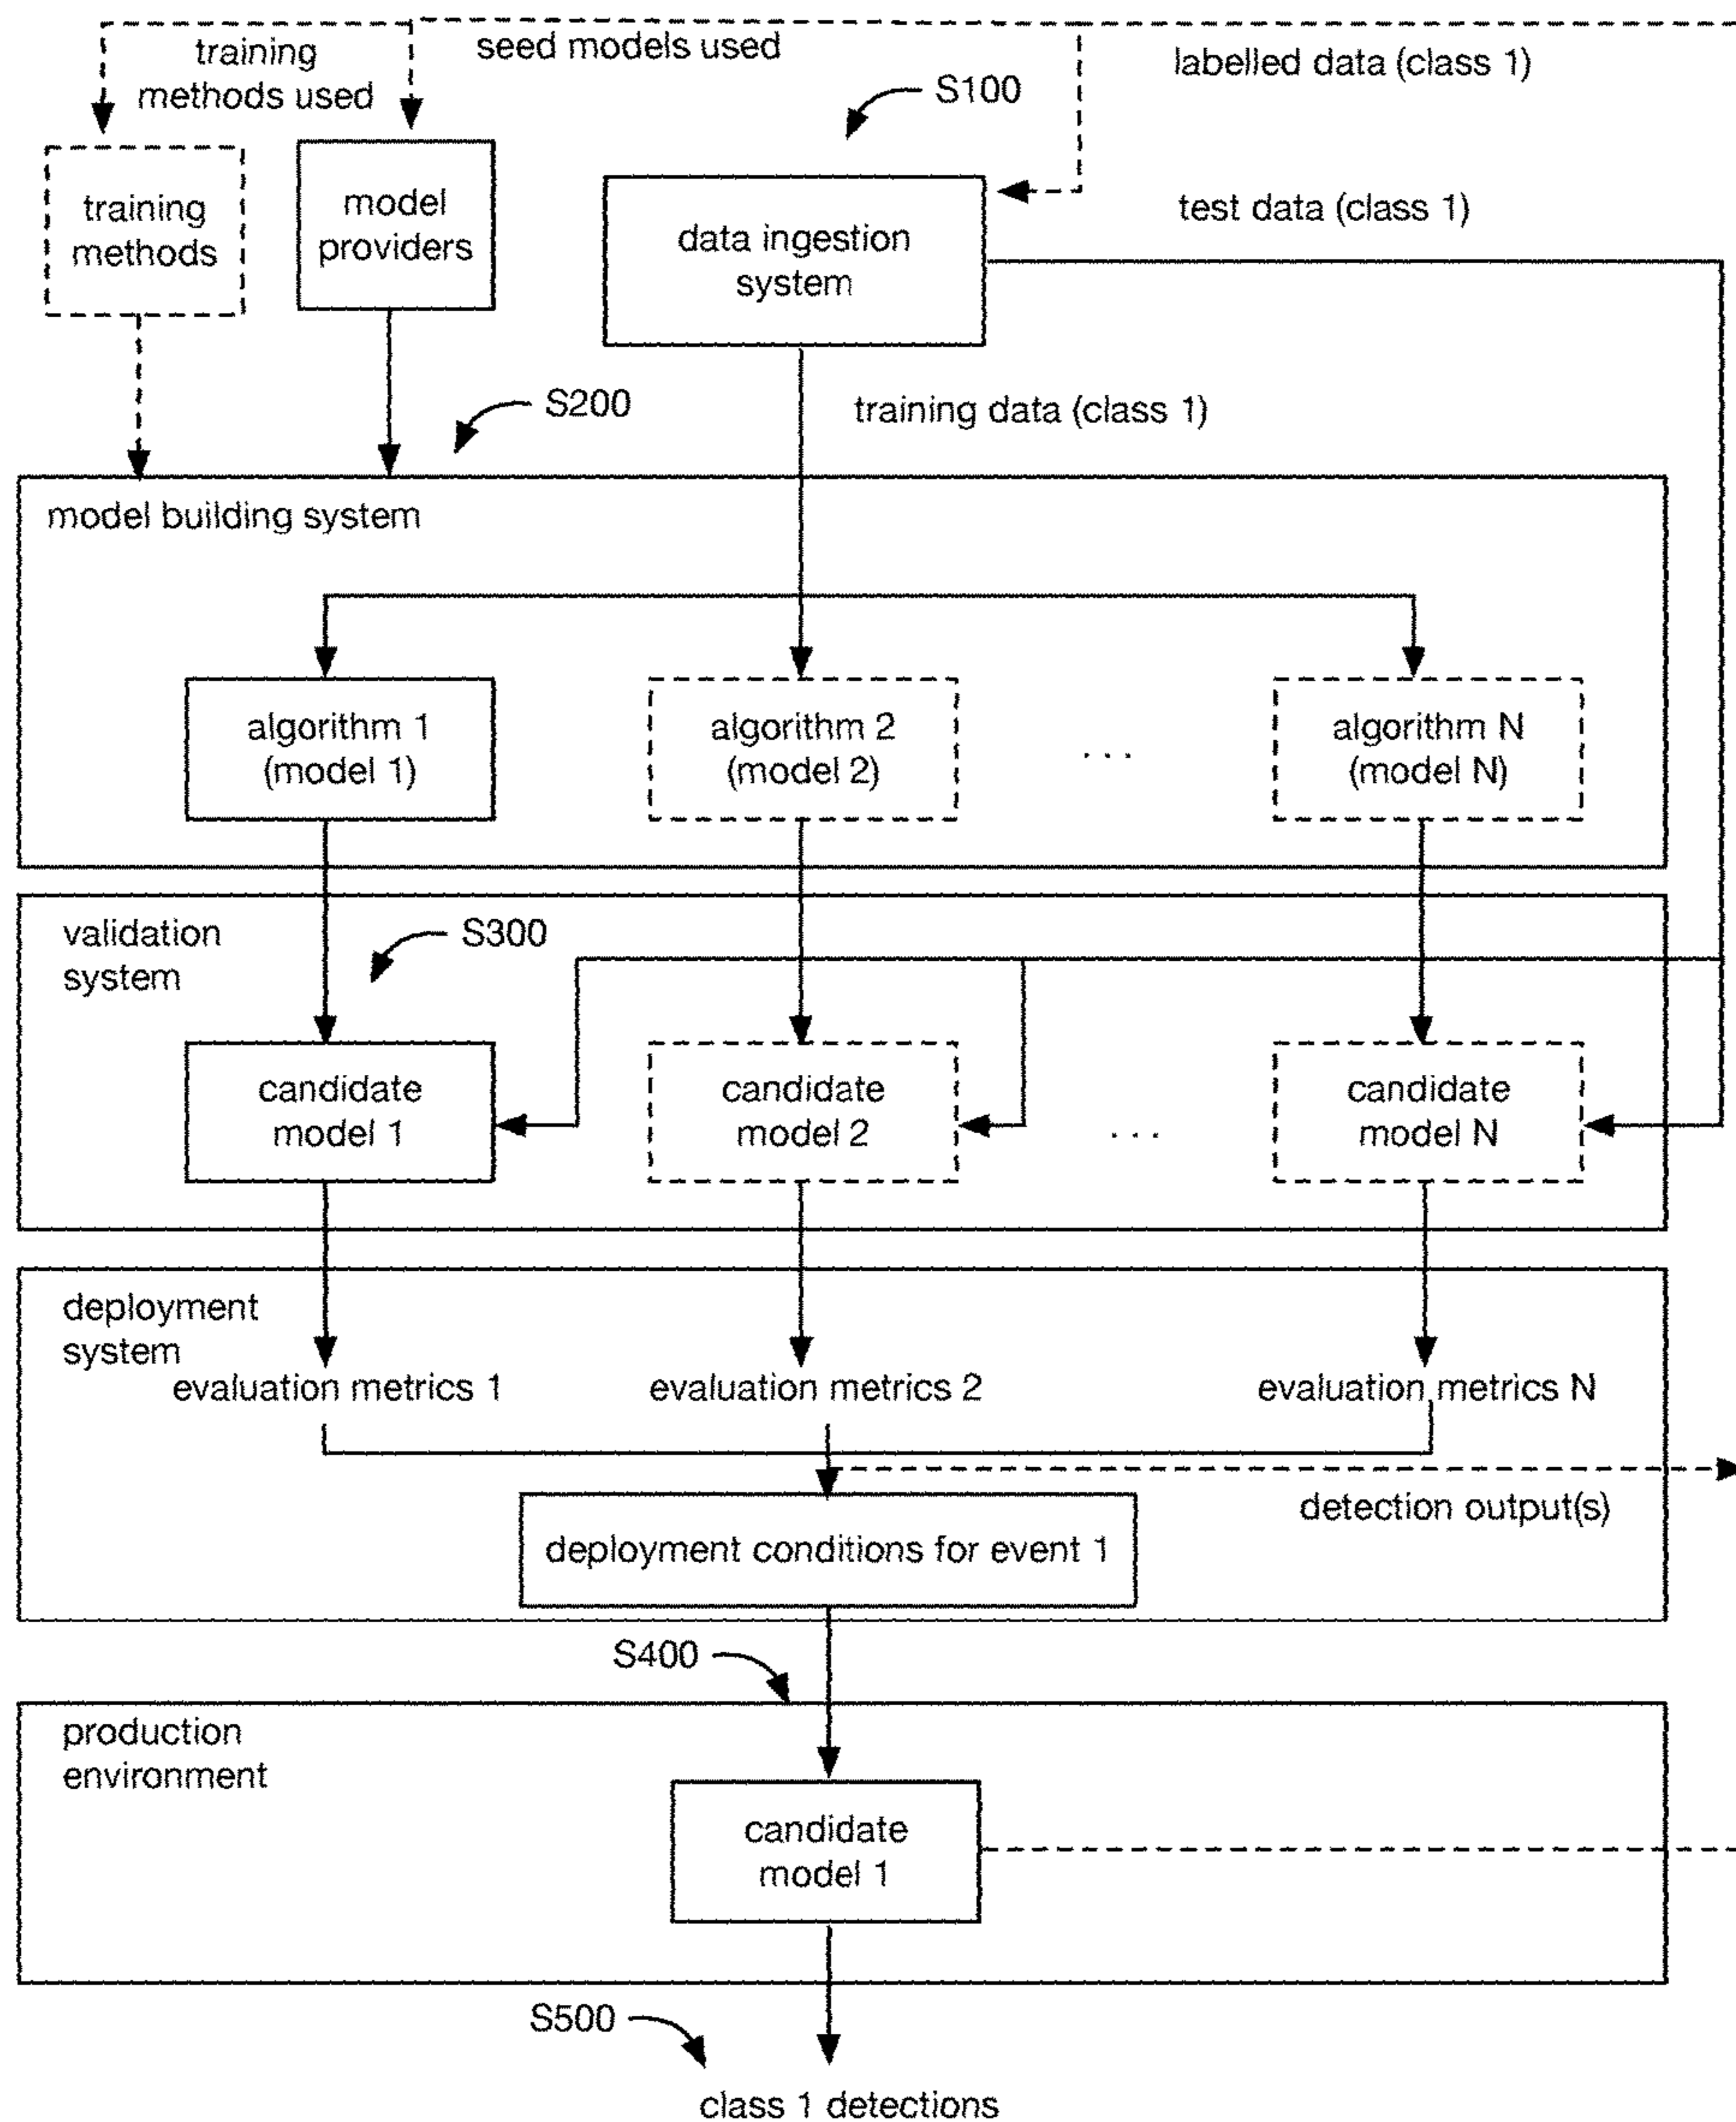 training
methods used
seed models used
labelled data (class 1)
S100
training
methods
model
providers
data ingestion
system
test data (class 1)
S200
training data (class 1)
model building system
algorithm 1
(model 1)
algorithm 2
(model 2)
. . .
algorithm N
(model N)
validation
system
S300
candidate
model 1
candidate
model 2
. . .
candidate
model N
deployment
system
evaluation metrics 1
evaluation metrics 2
evaluation metrics N
detection output(s)
deployment conditions for event 1
S400
production
environment
candidate
model 1
S500
class 1 detections